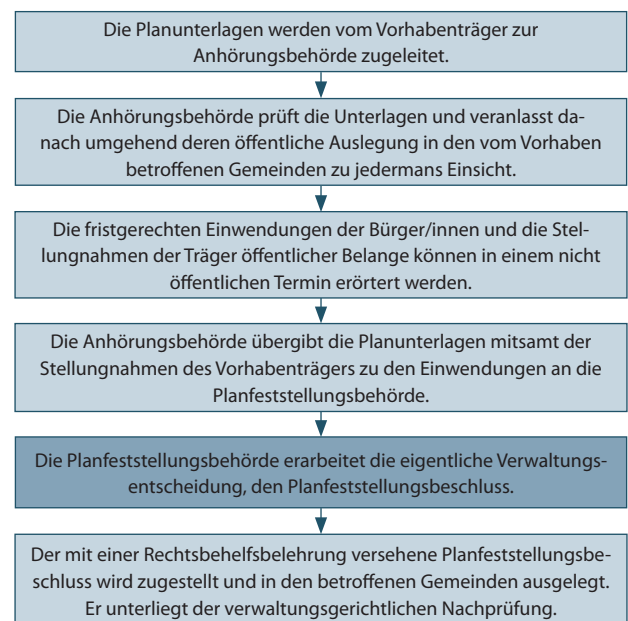 Die Planunterlagen werden vom Vorhabenträger zur
Anhörungsbehörde zugeleitet.
Die Anhörungsbehörde prüft die Unterlagen und veranlasst da-
nach umgehend deren öffentliche Auslegung in den vom Vorhaben
betroffenen Gemeinden zu jedermans Einsicht.
Die fristgerechten Einwendungen der Bürger/innen und die Stel-
lungnahmen der Träger öffentlicher Belange können in einem nicht
öffentlichen Termin erörtert werden.
Die Anhörungsbehörde übergibt die Planunterlagen mitsamt der
Stellungnahmen des Vorhabenträgers zu den Einwendungen an die
Planfeststellungsbehörde.
Die Planfeststellungsbehörde erarbeitet die eigentliche Verwaltungs-
entscheidung, den Planfeststellungsbeschluss.
Der mit einer Rechtsbehelfsbelehrung versehene Planfeststellungsbe-
schluss wird zugestellt und in den betroffenen Gemeinden ausgelegt.
Er unterliegt der verwaltungsgerichtlichen Nachprüfung.